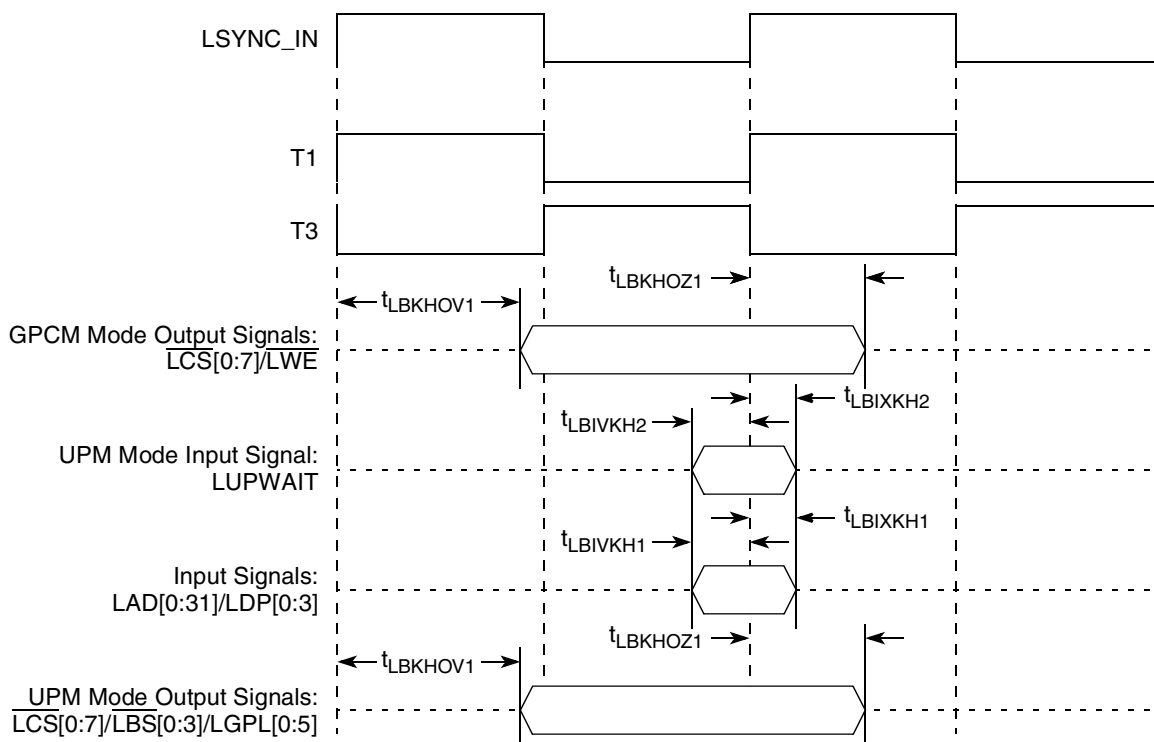 LSYNC_IN
T1
T3
tLBKHOZ1
tLBKHOV1
GPCM Mode Output Signals:
LCS[0:7]/LWE
tLBIXKH2
tLBIVKH2
UPM Mode Input Signal:
LUPWAIT
tLBIXKH1
tLBIVKH1
Input Signals:
LAD[0:31]/LDP[0:3]
tLBKHOZ1
tLBKHOV1
UPM Mode Output Signals:
LCS[0:7]/LBS[0:3]/LGPL[0:5]